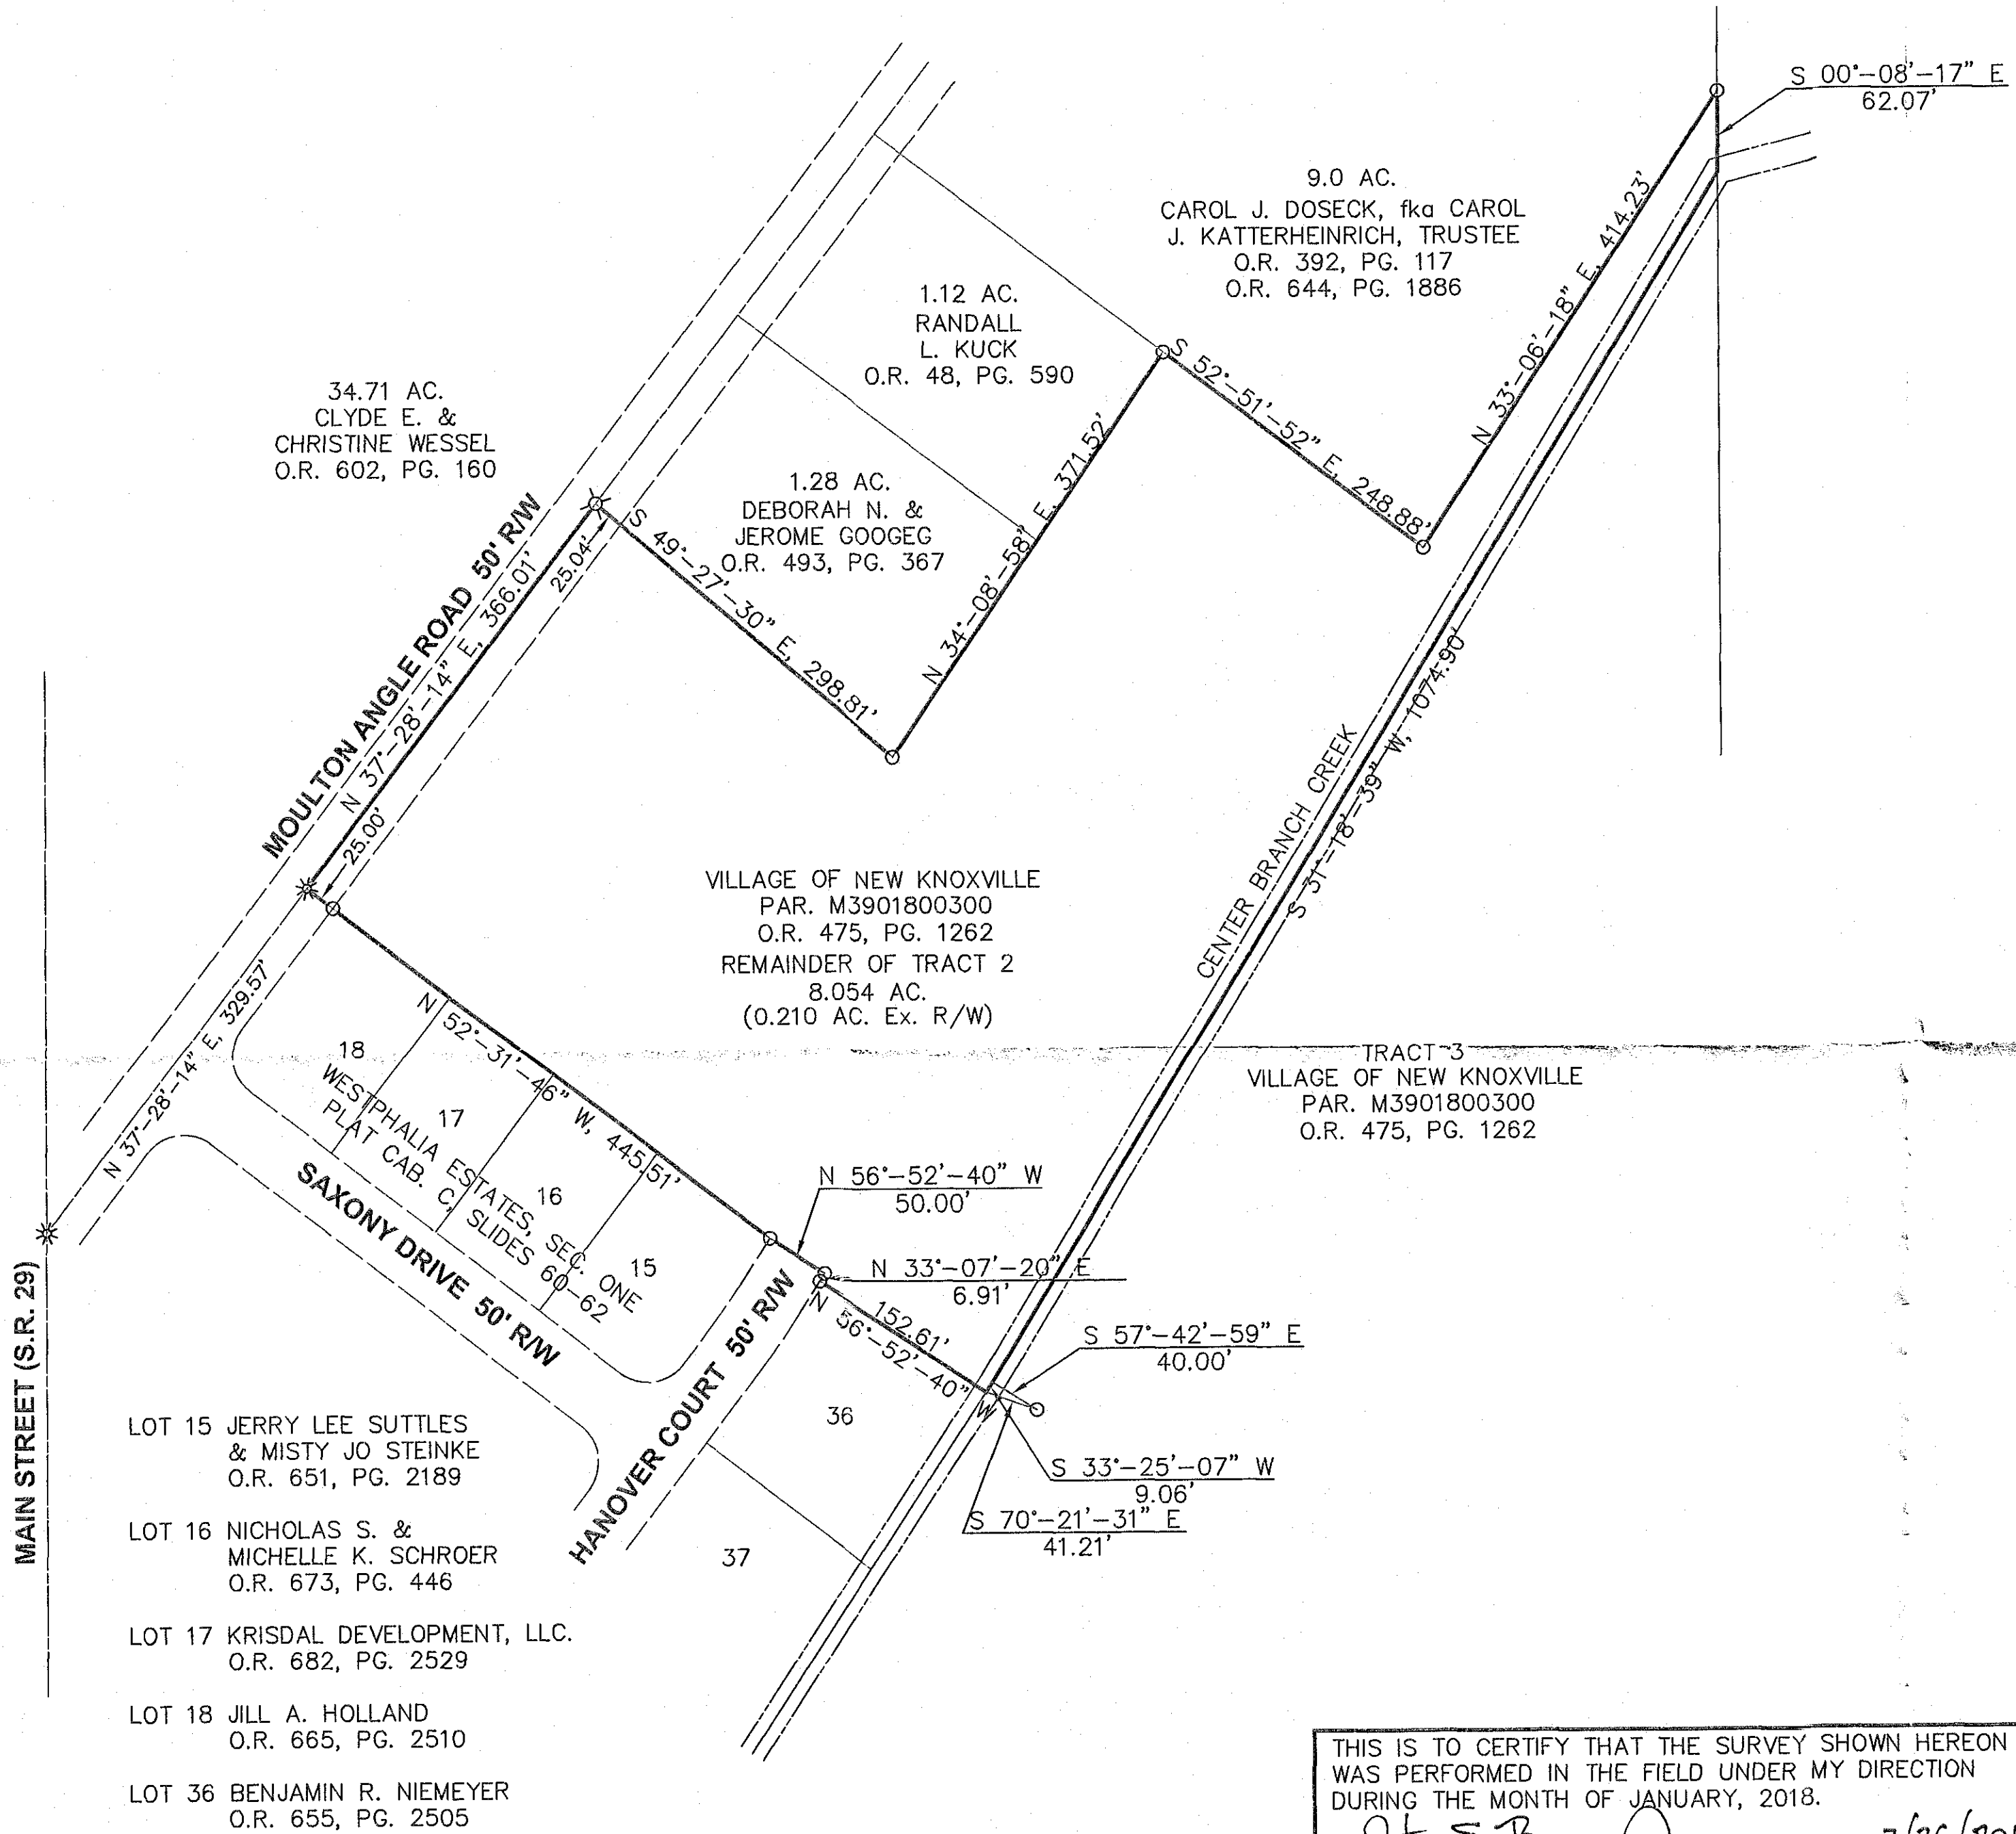 S 00°-08'-17" E
62.07'
9.0 AC.
CAROL J. DOSECK, fka CAROL
J. KATTERHEINRICH, TRUSTEE
O.R. 392, PG. 117
O.R. 644, PG. 1886
N 33°-06'-18" E, 414.23'
1.12 AC.
RANDALL
L. KUCK
O.R. 48, PG. 590
S 52°-51'-52" E, 248.88'
34.71 AC.
CLYDE E. &
CHRISTINE WESSEL
O.R. 602, PG. 160
1.28 AC.
DEBORAH N. &
JEROME GOOGEG
O.R. 493, PG. 367
N 34°-08'-58" E, 371.52'
S 49°-27'-30" E, 298.81'
25.04'
MOULTON ANGLE ROAD 50' R/W
N 37°-28'-14" E, 366.01'
25.00'
VILLAGE OF NEW KNOXVILLE
PAR. M3901800300
O.R. 475, PG. 1262
REMAINDER OF TRACT 2
8.054 AC.
(0.210 AC. Ex. R/W)
CENTER BRANCH CREEK
S 31°-18'-39" W, 1074.90'
TRACT 3
VILLAGE OF NEW KNOXVILLE
PAR. M3901800300
O.R. 475, PG. 1262
N 37°-28'-14" E, 329.57'
N 52°-31'-46" W, 445.51'
18
17
16
15
WESTPHALIA ESTATES, SEC. ONE
PLAT CAB. C, SLIDES 60-62
SAXONY DRIVE 50' R/W
N 56°-52'-40" W
50.00'
N 33°-07'-20" E
6.91'
152.61'
N 56°-52'-40" W
S 57°-42'-59" E
40.00'
S 33°-25'-07" W
9.06'
S 70°-21'-31" E
41.21'
36
37
HANOVER COURT 50' R/W
MAIN STREET (S.R. 29)
LOT 15 JERRY LEE SUTTLES
& MISTY JO STEINKE
O.R. 651, PG. 2189
LOT 16 NICHOLAS S. &
MICHELLE K. SCHROER
O.R. 673, PG. 446
LOT 17 KRISDAL DEVELOPMENT, LLC.
O.R. 682, PG. 2529
LOT 18 JILL A. HOLLAND
O.R. 665, PG. 2510
LOT 36 BENJAMIN R. NIEMEYER
O.R. 655, PG. 2505
THIS IS TO CERTIFY THAT THE SURVEY SHOWN HEREON
WAS PERFORMED IN THE FIELD UNDER MY DIRECTION
DURING THE MONTH OF JANUARY, 2018.